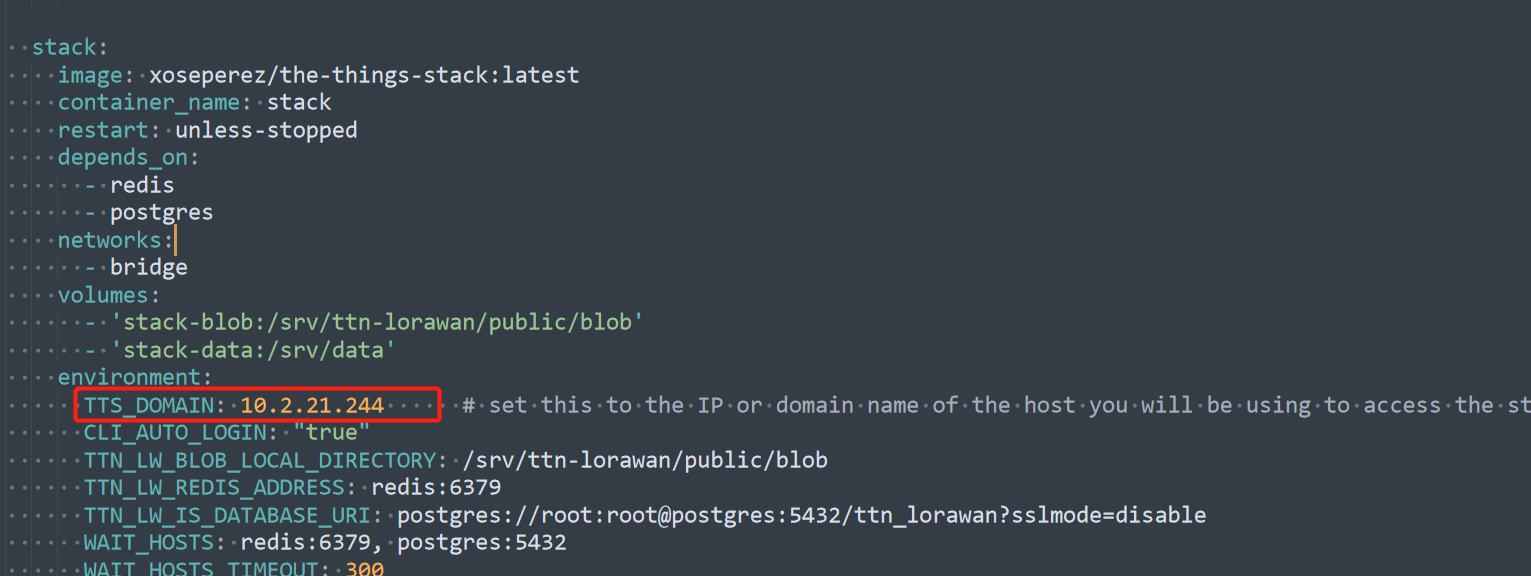 stack:
image: xoseperez/the-things-stack:latest
container_name: stack
restart: unless-stopped
depends_on:
- redis
- postgres
networks:
- bridge
volumes:
- 'stack-blob:/srv/ttn-lorawan/public/blob'
- 'stack-data:/srv/data'
environment:
TTS_DOMAIN: 10.2.21.244 # set this to the IP or domain name of the host you will be using to access the st
CLI_AUTO_LOGIN: "true"
TTN_LW_BLOB_LOCAL_DIRECTORY: /srv/ttn-lorawan/public/blob
TTN_LW_REDIS_ADDRESS: redis:6379
TTN_LW_IS_DATABASE_URI: postgres://root:root@postgres:5432/ttn_lorawan?sslmode=disable
WAIT_HOSTS: redis:6379, postgres:5432
WAIT_HOSTS_TIMEOUT: 300